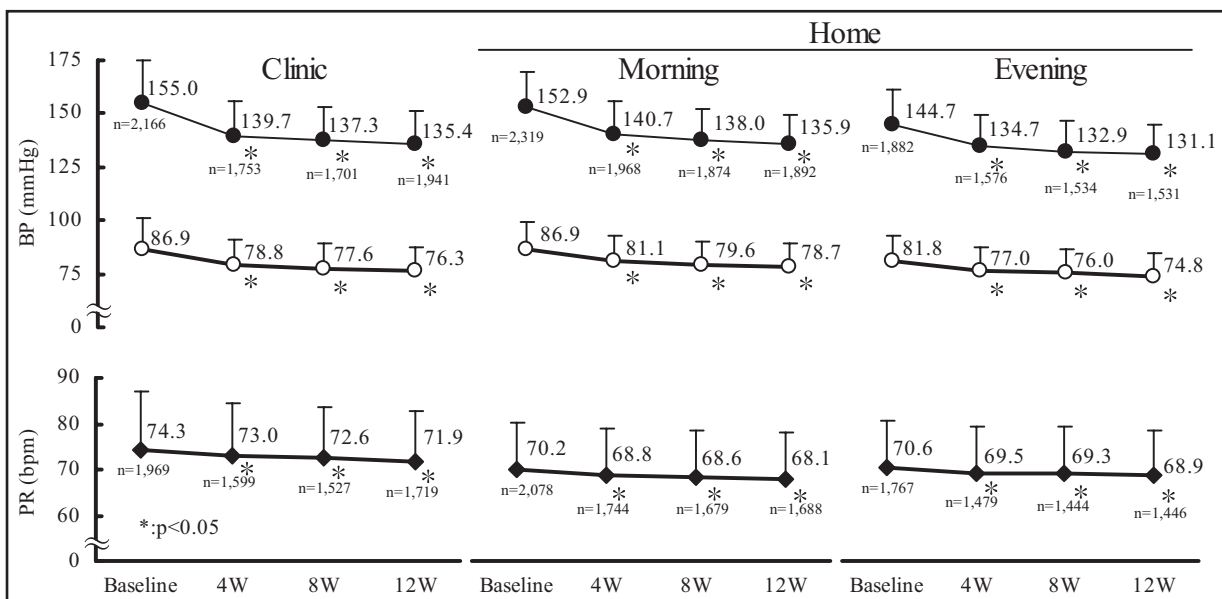 Home
Clinic Morning Evening
BP (mmHg)
175
150
125
100
75
0
155.0 139.7 137.3 135.4
n=2,166 * * *
n=1,753 n=1,701 n=1,941
152.9 140.7 138.0 135.9
n=2,319 * * *
n=1,968 n=1,874 n=1,892
144.7 134.7 132.9 131.1
n=1,882 * * *
n=1,576 n=1,534 n=1,531
86.9 78.8 77.6 76.3
* * *
86.9 81.1 79.6 78.7
* * *
81.8 77.0 76.0 74.8
* * *
PR (bpm)
90
80
70
60
0
74.3 73.0 72.6 71.9
n=1,969 * * *
n=1,599 n=1,527 n=1,719
70.2 68.8 68.6 68.1
n=2,078 * * *
n=1,744 n=1,679 n=1,688
70.6 69.5 69.3 68.9
n=1,767 * * *
n=1,479 n=1,444 n=1,446
*:p<0.05
Baseline 4W 8W 12W Baseline 4W 8W 12W Baseline 4W 8W 12W